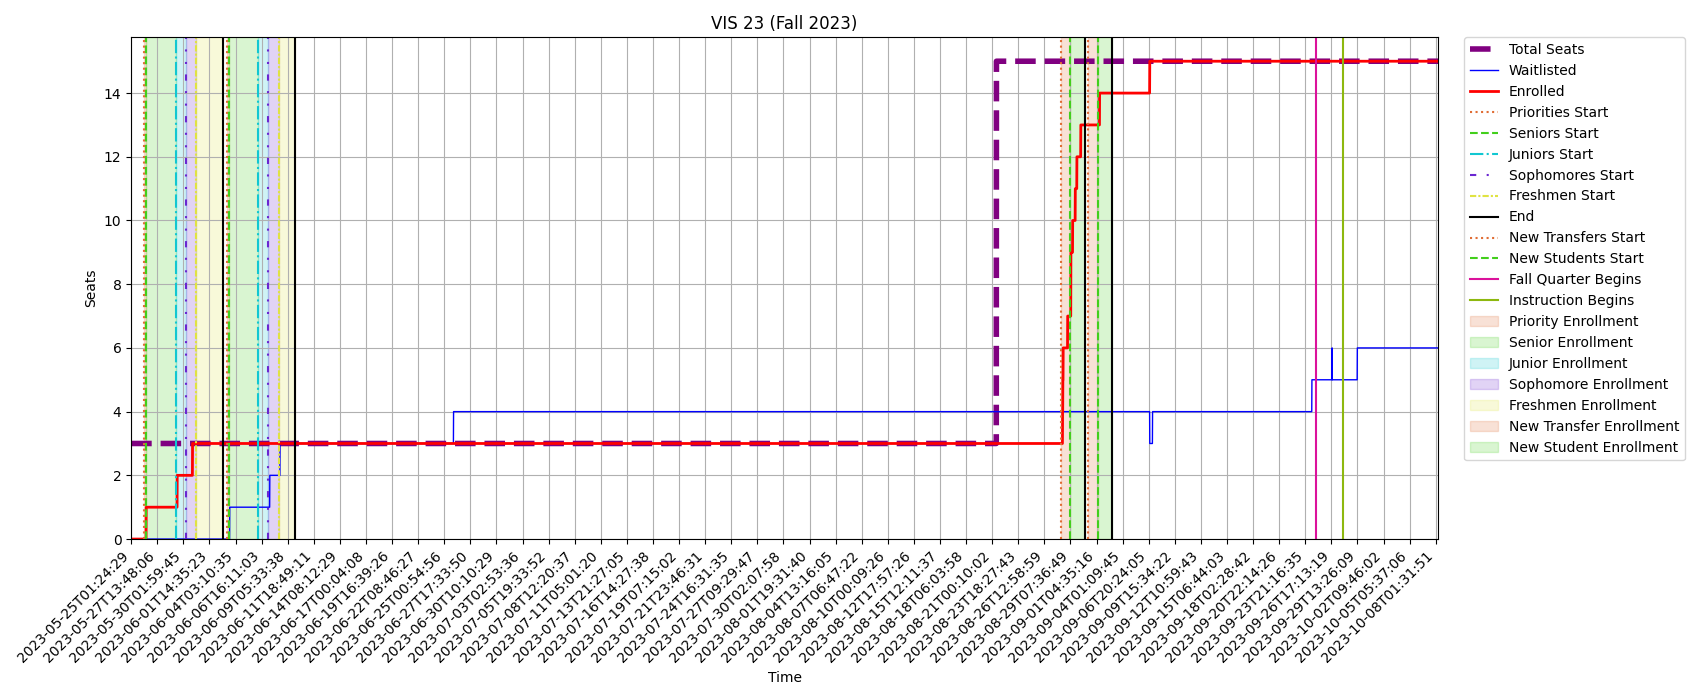 VIS 23 (Fall 2023)
Seats
14
12
10
8
6
4
2
0
2023-05-25T01:24:29
2023-05-27T13:48:06
2023-05-30T01:59:45
2023-06-01T14:35:23
2023-06-04T03:10:35
2023-06-06T16:11:03
2023-06-09T05:33:38
2023-06-11T18:49:11
2023-06-14T08:12:29
2023-06-17T00:04:08
2023-06-19T16:39:26
2023-06-22T08:46:27
2023-06-25T00:54:56
2023-06-27T17:33:50
2023-06-30T10:10:29
2023-07-03T02:53:36
2023-07-05T19:33:52
2023-07-08T12:20:37
2023-07-11T05:01:20
2023-07-13T21:27:05
2023-07-16T14:27:38
2023-07-19T07:15:02
2023-07-21T23:46:31
2023-07-24T16:31:35
2023-07-27T09:29:47
2023-07-30T02:07:58
2023-08-01T19:31:40
2023-08-04T13:16:05
2023-08-07T06:47:22
2023-08-10T00:09:26
2023-08-12T17:57:26
2023-08-15T12:11:37
2023-08-18T06:03:58
2023-08-21T00:10:02
2023-08-23T18:27:43
2023-08-26T12:58:59
2023-08-29T07:36:49
2023-09-01T04:35:16
2023-09-04T01:09:45
2023-09-06T20:24:05
2023-09-09T15:34:22
2023-09-12T10:59:43
2023-09-15T06:44:03
2023-09-18T02:28:42
2023-09-20T22:14:26
2023-09-23T21:16:35
2023-09-26T17:13:19
2023-09-29T13:26:09
2023-10-02T09:46:02
2023-10-05T05:37:06
2023-10-08T01:31:51
Time
Total Seats
Waitlisted
Enrolled
Priorities Start
Seniors Start
Juniors Start
Sophomores Start
Freshmen Start
End
New Transfers Start
New Students Start
Fall Quarter Begins
Instruction Begins
Priority Enrollment
Senior Enrollment
Junior Enrollment
Sophomore Enrollment
Freshmen Enrollment
New Transfer Enrollment
New Student Enrollment